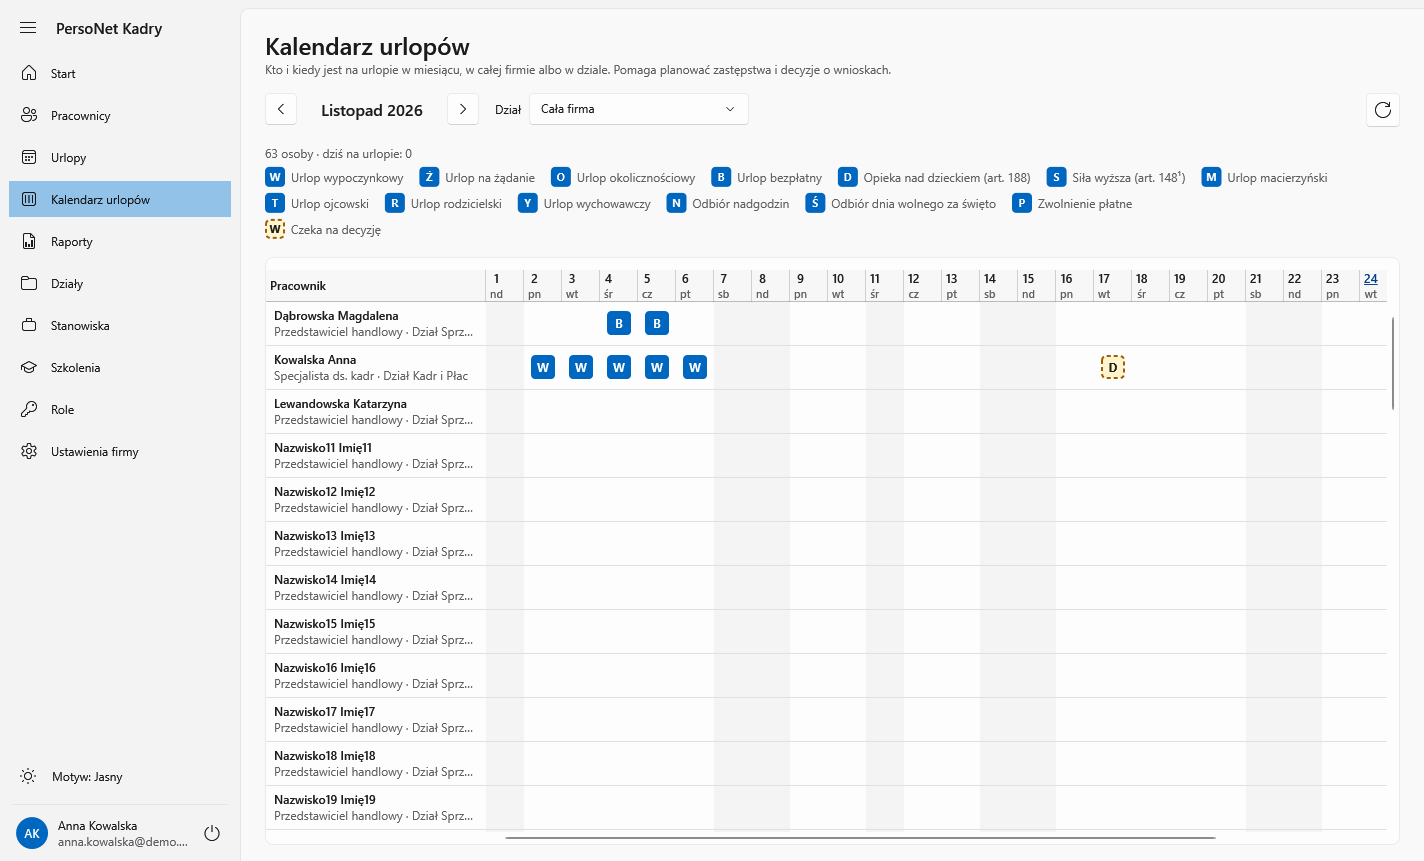 PersoNet Kadry
Start
Pracownicy
Urlopy
Kalendarz urlopów
Raporty
Działy
Stanowiska
Szkolenia
Role
Ustawienia firmy
Motyw: Jasny
AK
Anna Kowalska
anna.kowalska@demo....
Kalendarz urlopów
Kto i kiedy jest na urlopie w miesiącu, w całej firmie albo w dziale. Pomaga planować zastępstwa i decyzje o wnioskach.
Listopad 2026 Dział Cała firma
63 osoby · dziś na urlopie: 0
W Urlop wypoczynkowy Ż Urlop na żądanie O Urlop okolicznościowy B Urlop bezpłatny D Opieka nad dzieckiem (art. 188) S Siła wyższa (art. 148¹) M Urlop macierzyński
T Urlop ojcowski R Urlop rodzicielski Y Urlop wychowawczy N Odbiór nadgodzin Ś Odbiór dnia wolnego za święto P Zwolnienie płatne
W Czeka na decyzję
Pracownik
1 2 3 4 5 6 7 8 9 10 11 12 13 14 15 16 17 18 19 20 21 22 23 24
nd pn wt śr cz pt sb nd pn wt śr cz pt sb nd pn wt śr cz pt sb nd pn wt
Dąbrowska Magdalena
Przedstawiciel handlowy · Dział Sprz...
B B
Kowalska Anna
Specjalista ds. kadr · Dział Kadr i Płac
W W W W W D
Lewandowska Katarzyna
Przedstawiciel handlowy · Dział Sprz...
Nazwisko11 Imię11
Przedstawiciel handlowy · Dział Sprz...
Nazwisko12 Imię12
Przedstawiciel handlowy · Dział Sprz...
Nazwisko13 Imię13
Przedstawiciel handlowy · Dział Sprz...
Nazwisko14 Imię14
Przedstawiciel handlowy · Dział Sprz...
Nazwisko15 Imię15
Przedstawiciel handlowy · Dział Sprz...
Nazwisko16 Imię16
Przedstawiciel handlowy · Dział Sprz...
Nazwisko17 Imię17
Przedstawiciel handlowy · Dział Sprz...
Nazwisko18 Imię18
Przedstawiciel handlowy · Dział Sprz...
Nazwisko19 Imię19
Przedstawiciel handlowy · Dział Sprz...